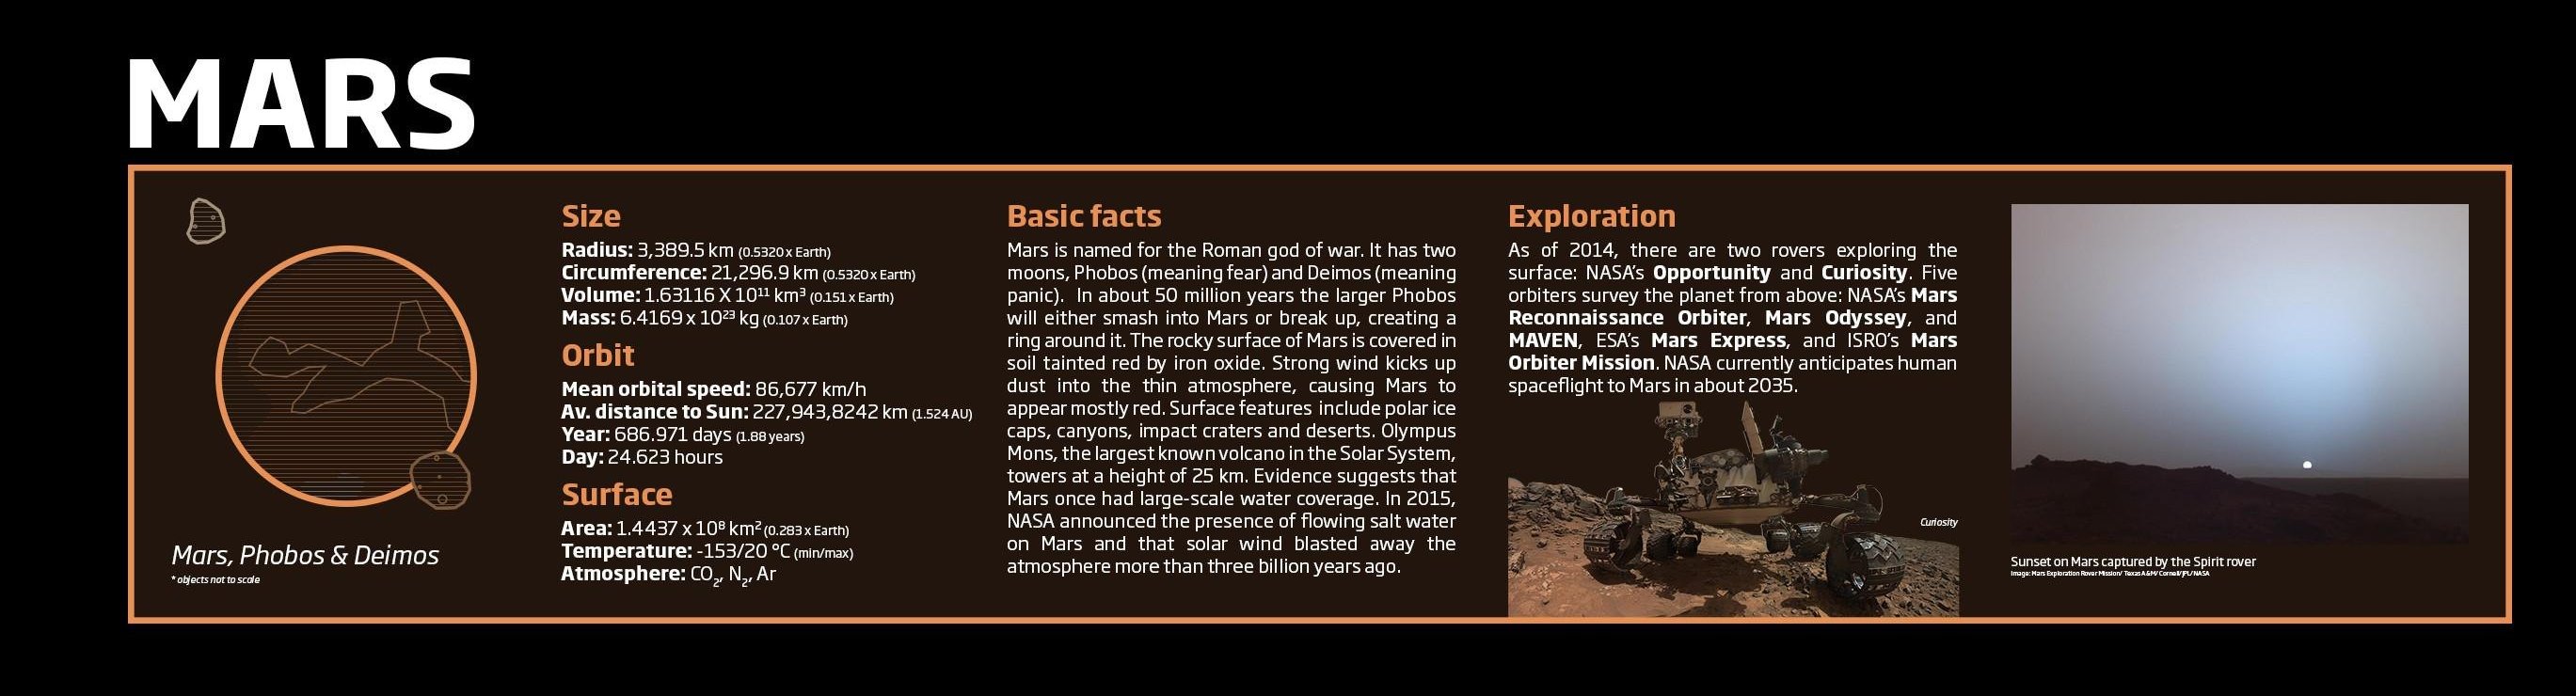 MARS
Mars, Phobos & Deimos
* objects not to scale
Size
Radius: 3,389.5 km (0.5320 x Earth)
Circumference: 21,296.9 km (0.5320 x Earth)
Volume: 1.63116 X 10¹¹ km³ (0.151 x Earth)
Mass: 6.4169 x 10²³ kg (0.107 x Earth)
Orbit
Mean orbital speed: 86,677 km/h
Av. distance to Sun: 227,943,8242 km (1.524 AU)
Year: 686.971 days (1.88 years)
Day: 24.623 hours
Surface
Area: 1.4437 x 10⁸ km² (0.283 x Earth)
Temperature: -153/20 °C (min/max)
Atmosphere: CO₂, N₂, Ar
Basic facts
Mars is named for the Roman god of war. It has two
moons, Phobos (meaning fear) and Deimos (meaning
panic). In about 50 million years the larger Phobos
will either smash into Mars or break up, creating a
ring around it. The rocky surface of Mars is covered in
soil tainted red by iron oxide. Strong wind kicks up
dust into the thin atmosphere, causing Mars to
appear mostly red. Surface features include polar ice
caps, canyons, impact craters and deserts. Olympus
Mons, the largest known volcano in the Solar System,
towers at a height of 25 km. Evidence suggests that
Mars once had large-scale water coverage. In 2015,
NASA announced the presence of flowing salt water
on Mars and that solar wind blasted away the
atmosphere more than three billion years ago.
Exploration
As of 2014, there are two rovers exploring the
surface: NASA's Opportunity and Curiosity. Five
orbiters survey the planet from above: NASA's Mars
Reconnaissance Orbiter, Mars Odyssey, and
MAVEN, ESA's Mars Express, and ISRO's Mars
Orbiter Mission. NASA currently anticipates human
spaceflight to Mars in about 2035.
Curiosity
Sunset on Mars captured by the Spirit rover
Image: Mars Exploration Rover Mission/ Texas A&M/ Cornell/JPL/NASA